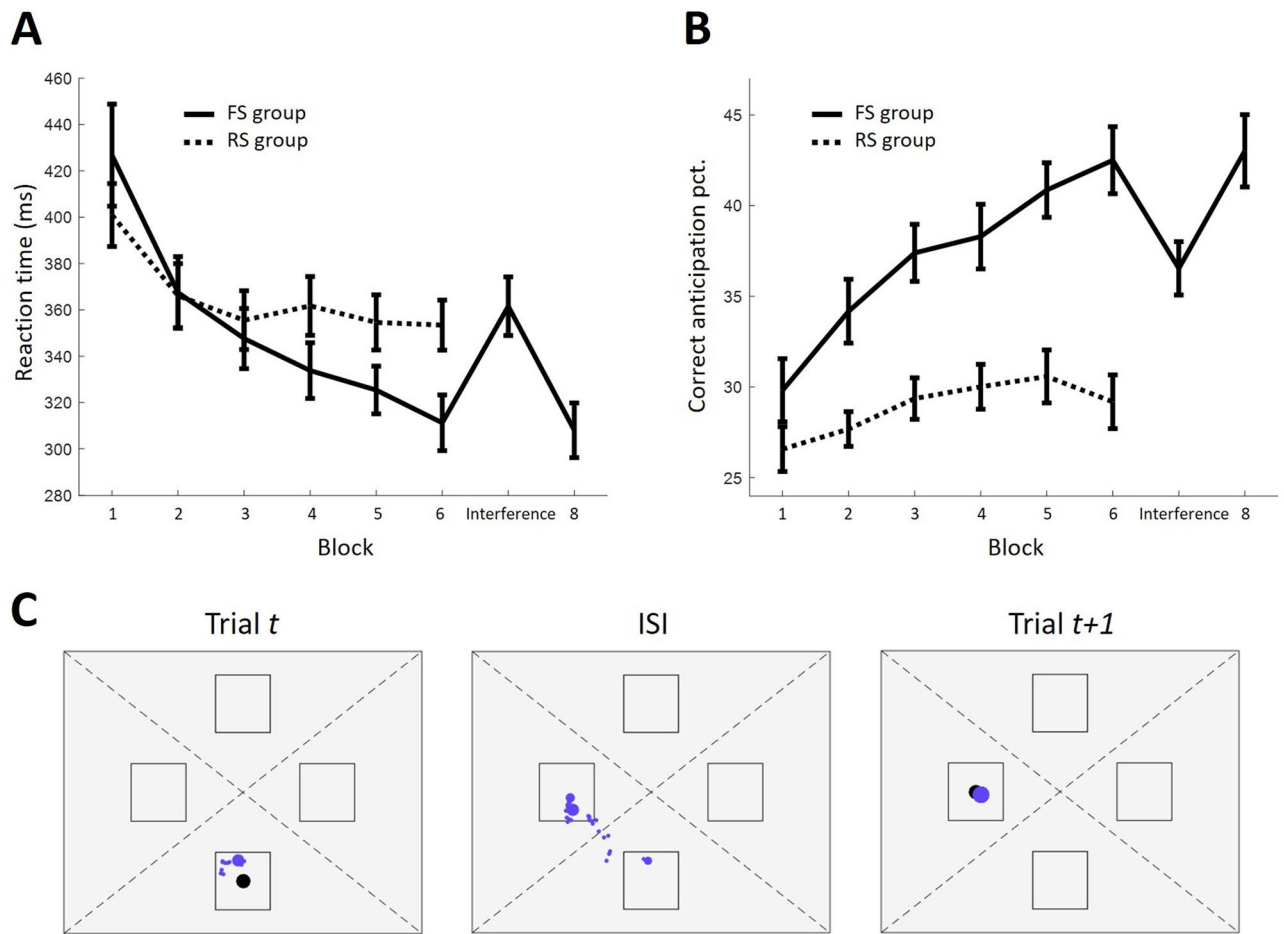 A
B
460
440
420
400
380
360
340
320
300
280
Reaction time (ms)
FS group
RS group
1 2 3 4 5 6 Interference 8
Block
45
40
35
30
25
Correct anticipation pct.
FS group
RS group
1 2 3 4 5 6 Interference 8
Block
C
Trial t
ISI
Trial t+1